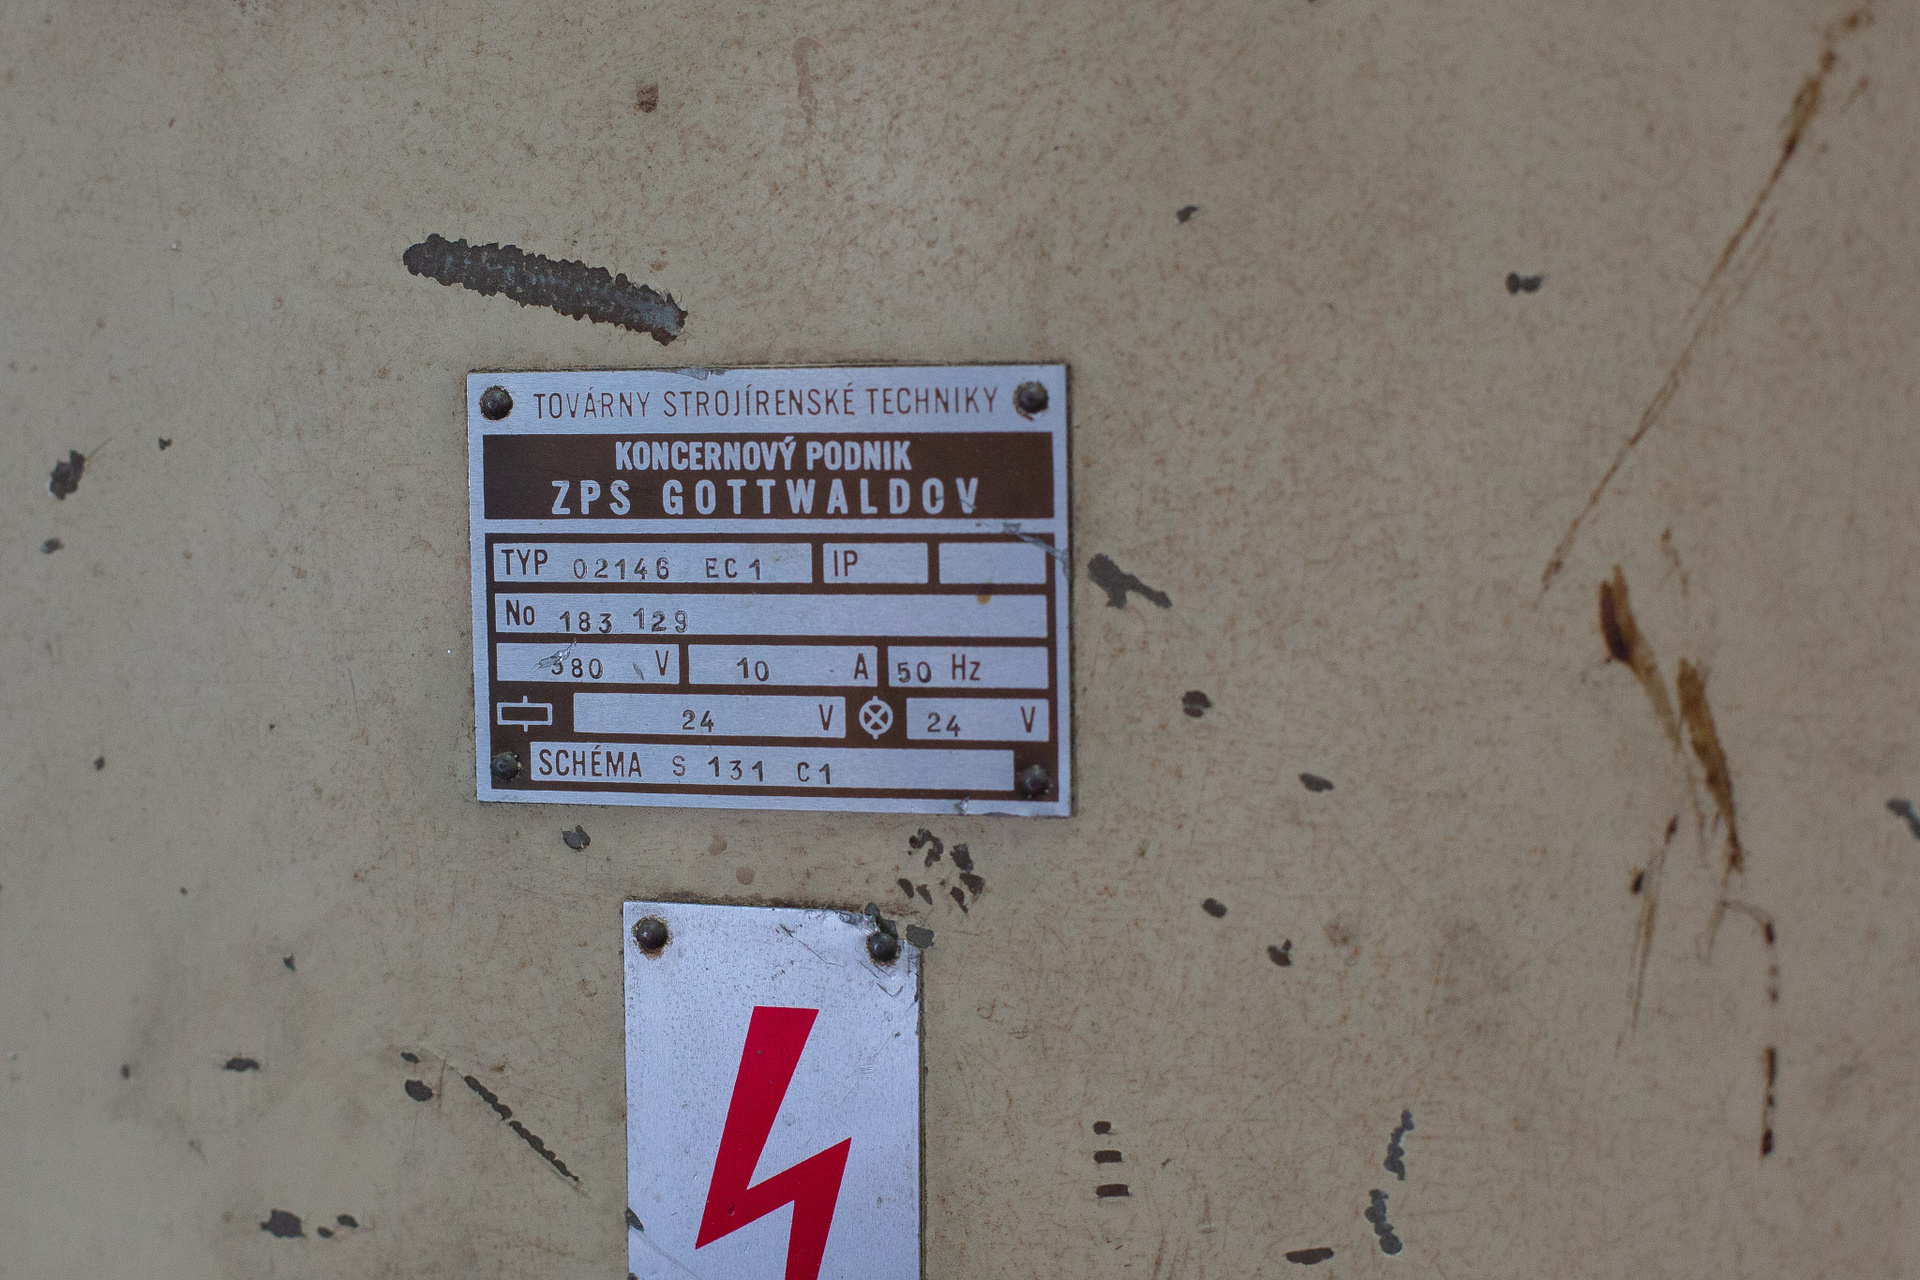 TOVÁRNY STROJÍRENSKÉ TECHNIKY
KONCERNOVÝ PODNIK
ZPS GOTTWALDOV
TYP 02146 EC1 IP
No 183 129
380 V 10 A 50 Hz
24 V 24 V
SCHÉMA S 131 C1